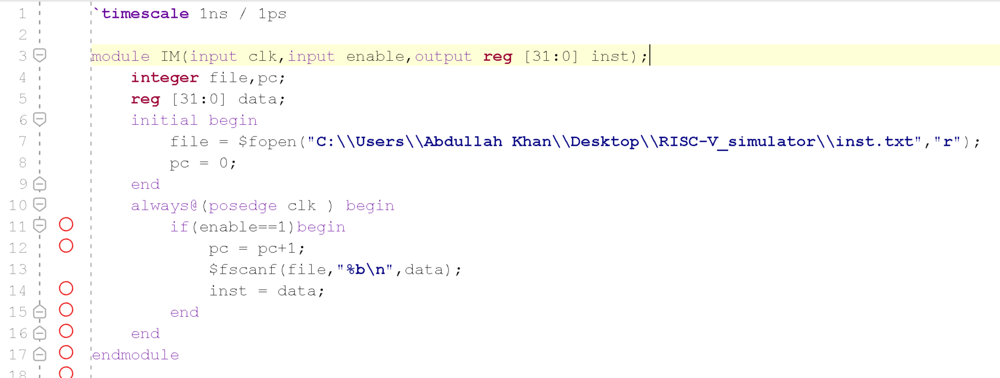 1 `timescale 1ns / 1ps
2
3 module IM(input clk,input enable,output reg [31:0] inst);
4 integer file,pc;
5 reg [31:0] data;
6 initial begin
7 file = $fopen("C:\\Users\\Abdullah Khan\\Desktop\\RISC-V_simulator\\inst.txt","r");
8 pc = 0;
9 end
10 always@(posedge clk ) begin
11 if(enable==1)begin
12 pc = pc+1;
13 $fscanf(file,"%b\n",data);
14 inst = data;
15 end
16 end
17 endmodule
18